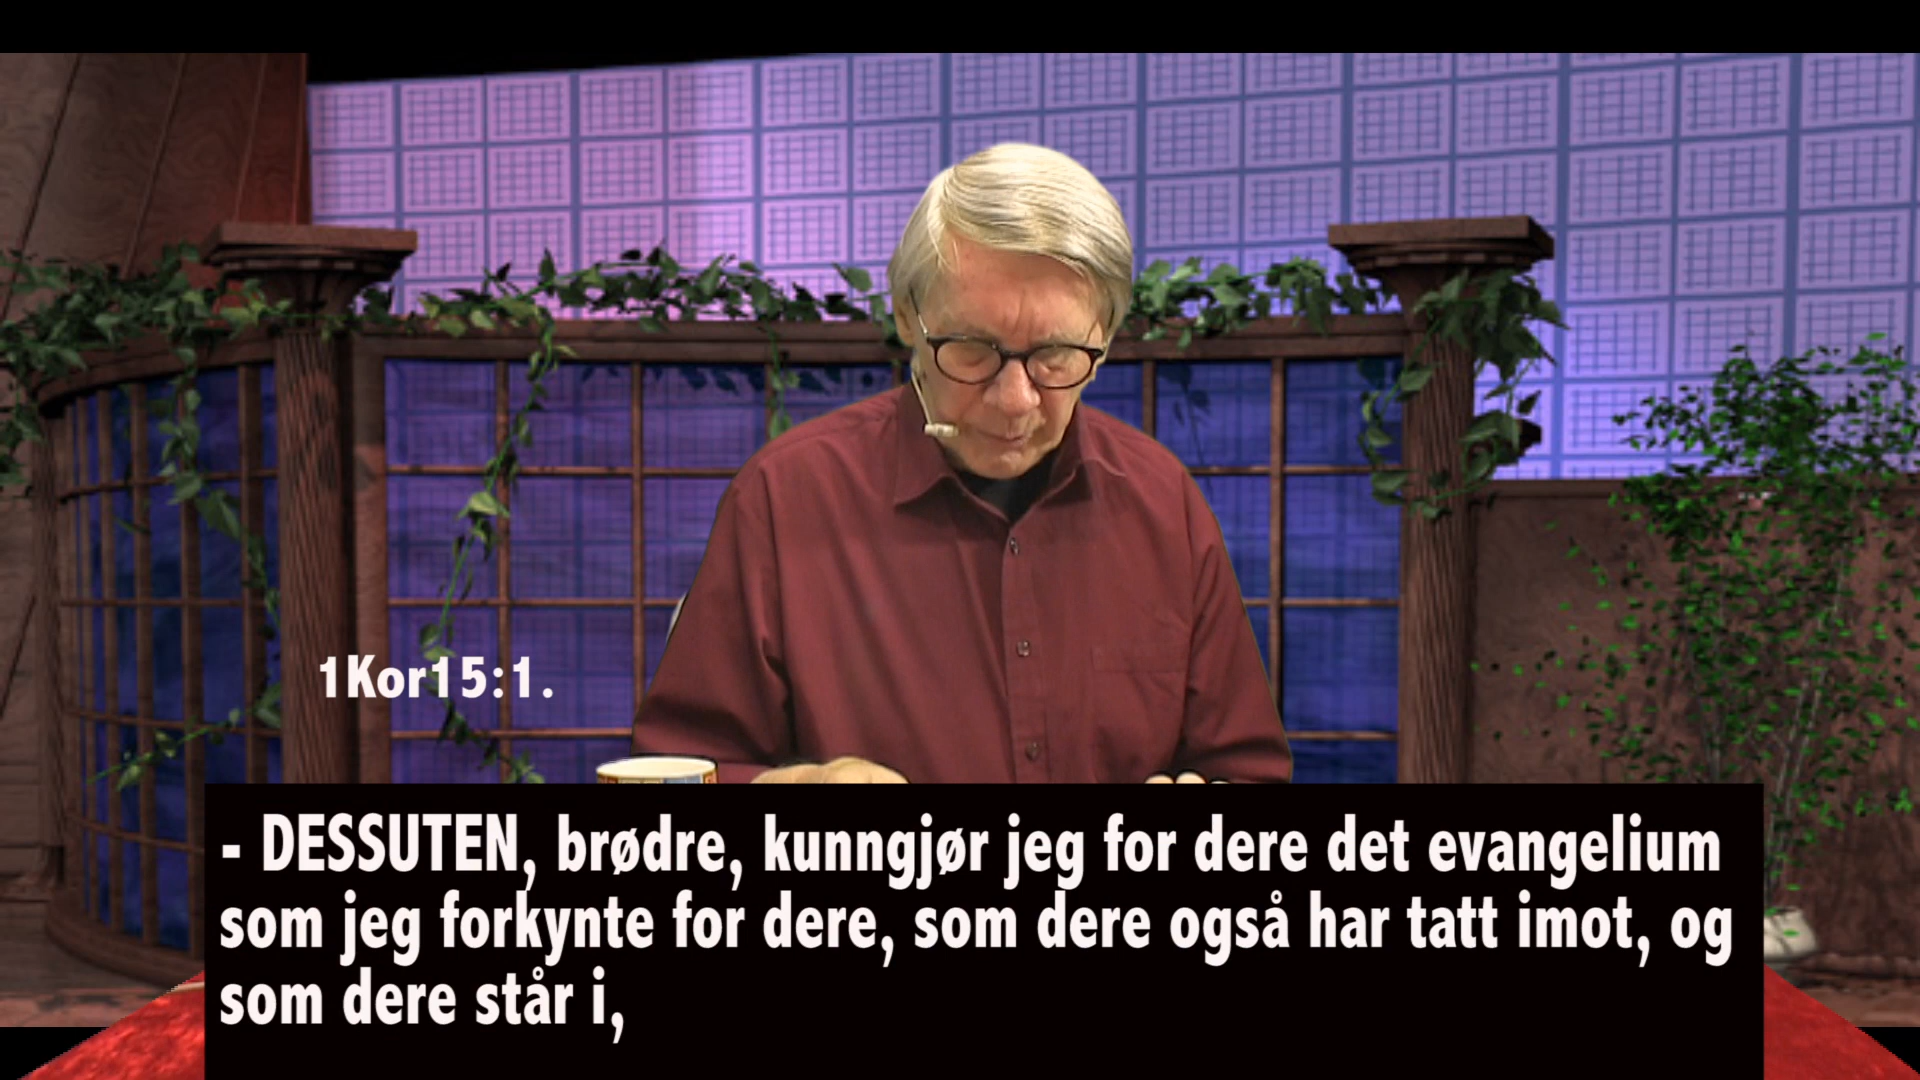 1Kor15:1.
- DESSUTEN, brødre, kunngjør jeg for dere det evangelium
som jeg forkynte for dere, som dere også har tatt imot, og
som dere står i,